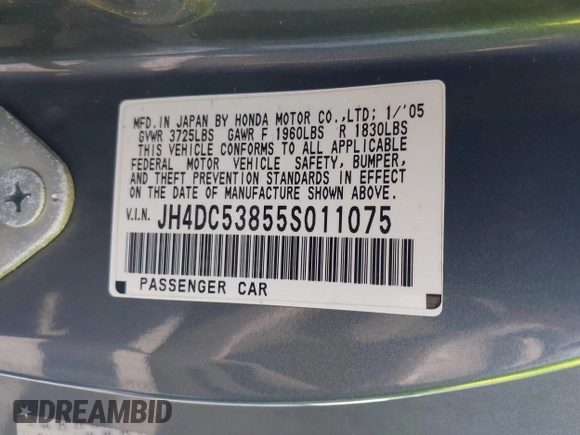 MFD.IN JAPAN BY HONDA MOTOR CO.,LTD; 1/'05
GVWR 3725LBS GAWR F 1960LBS R 1830LBS
THIS VEHICLE CONFORMS TO ALL APPLICABLE
FEDERAL MOTOR VEHICLE SAFETY, BUMPER,
AND THEFT PREVENTION STANDARDS IN EFFECT
ON THE DATE OF MANUFACTURE SHOWN ABOVE.
V.I.N. JH4DC53855S011075
PASSENGER CAR
DREAMBID